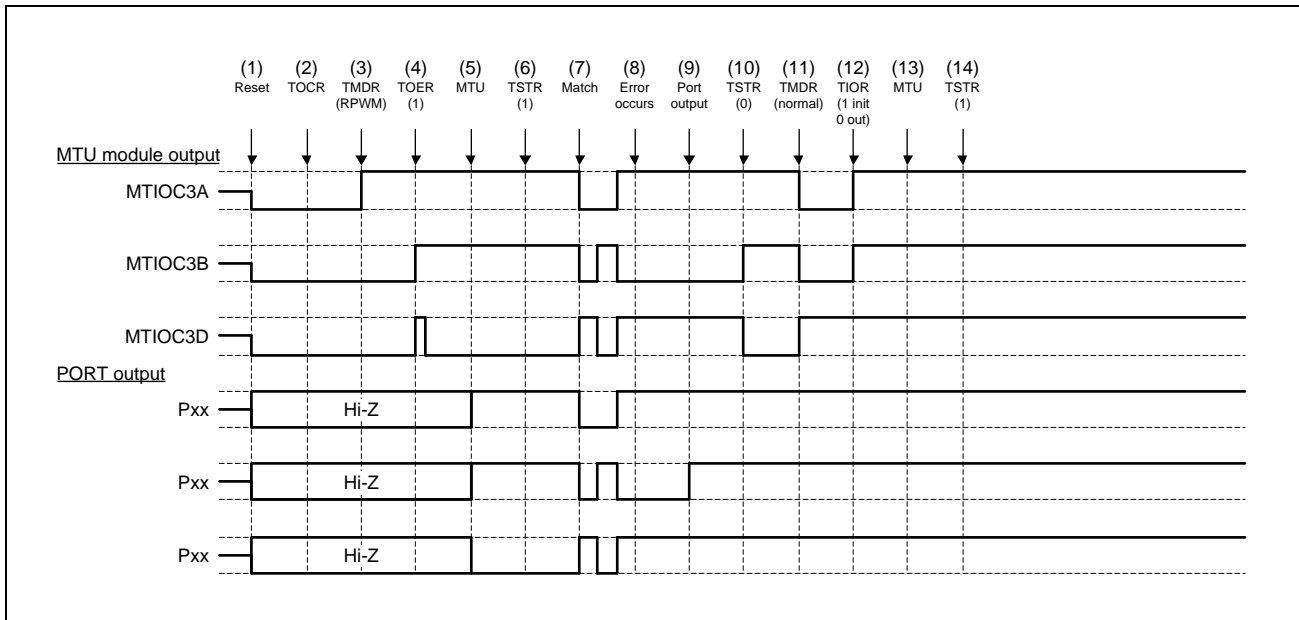 (1) (2) (3) (4) (5) (6) (7) (8) (9) (10) (11) (12) (13) (14)
Reset TOCR TMDR TOER MTU TSTR Match Error Port TSTR TMDR TIOR MTU TSTR
(RPWM) (1) (1) occurs output (0) (normal) (1 init (1)
0 out)
MTU module output
MTIOC3A
MTIOC3B
MTIOC3D
PORT output
Pxx Hi-Z
Pxx Hi-Z
Pxx Hi-Z